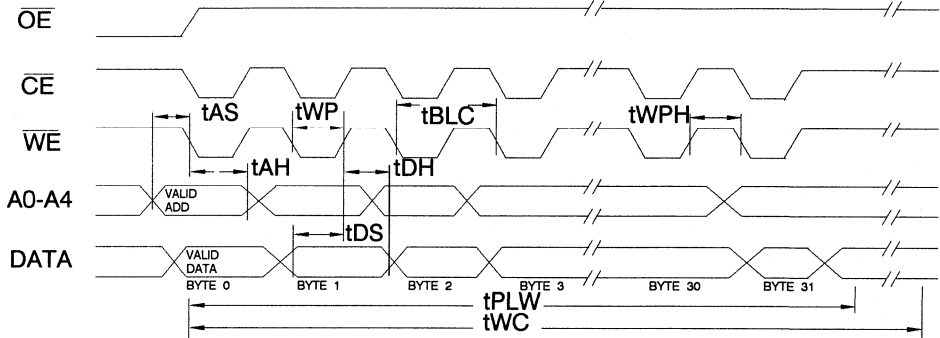 OE
CE
tAS
tWP
tBLC
tWPH
WE
tAH
tDH
A0-A4
VALID
ADD
tDS
DATA
VALID
DATA
BYTE 0
BYTE 1
BYTE 2
BYTE 3
BYTE 30
BYTE 31
tPLW
tWC